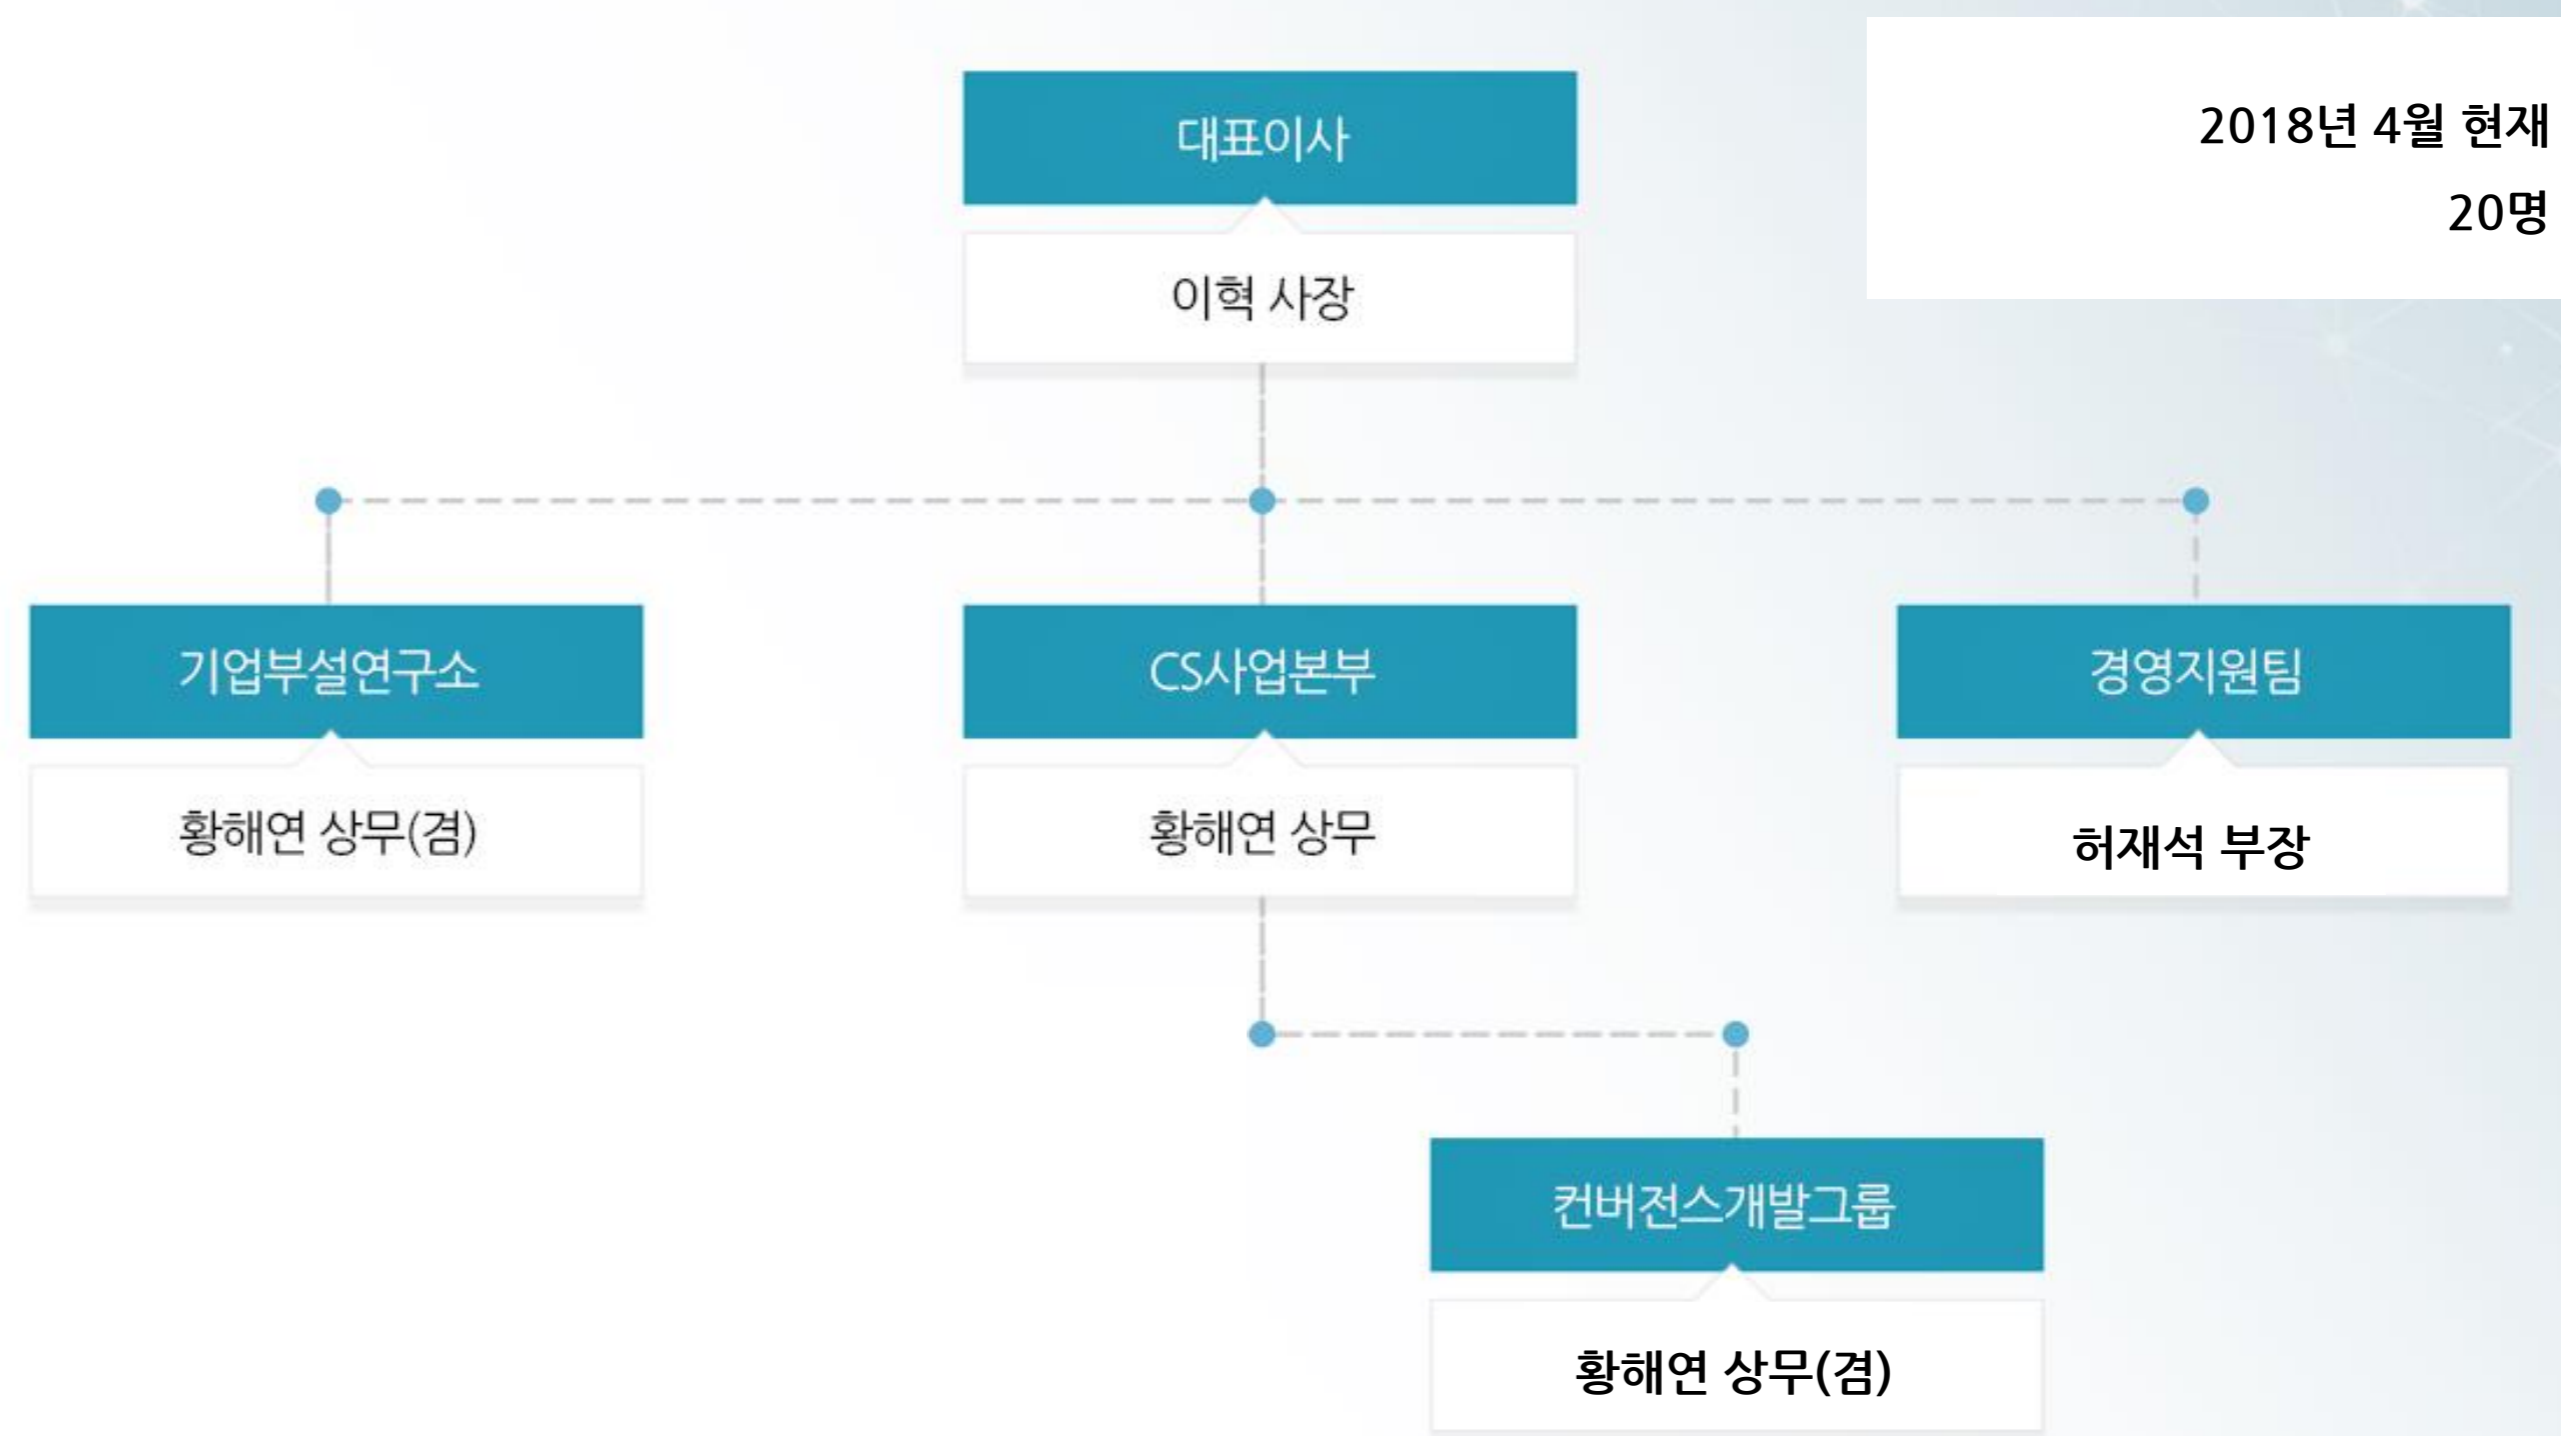 2018년 4월 현재
20명
대표이사
이혁 사장
기업부설연구소
황해연 상무(겸)
CS사업본부
황해연 상무
경영지원팀
허재석 부장
컨버전스개발그룹
황해연 상무(겸)